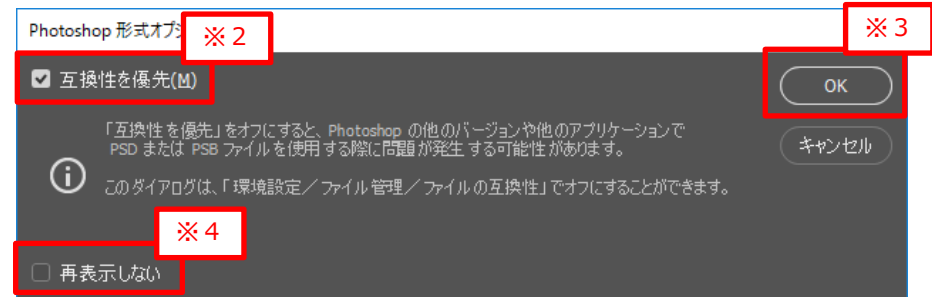 Photoshop 形式オプ
※2
※3
互換性を優先(M)
OK
「互換性を優先」をオフにすると、Photoshop の他のバージョンや他のアプリケーションで
PSD または PSB ファイルを使用する際に問題が発生する可能性があります。
キャンセル
このダイアログは、「環境設定／ファイル管理／ファイルの互換性」でオフにすることができます。
※4
再表示しない